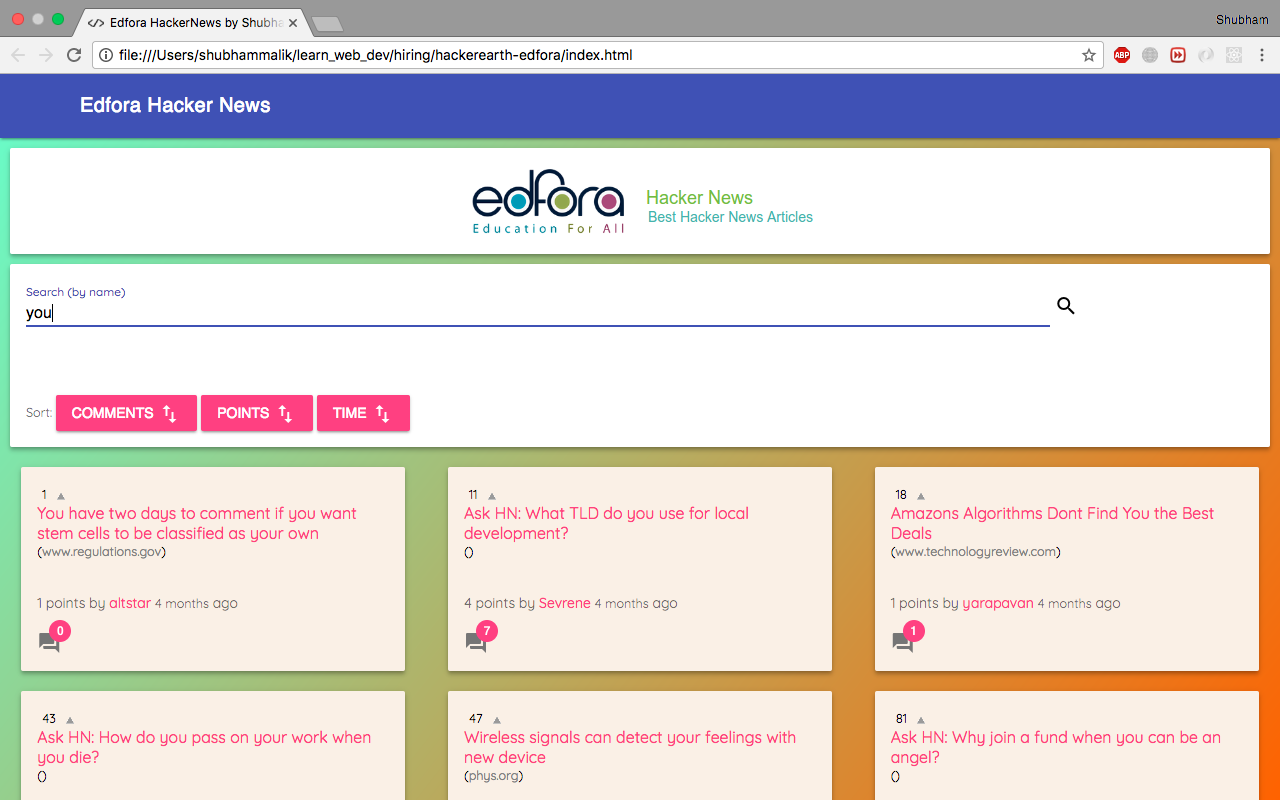 Edfora HackerNews by Shubha
Shubham
file:///Users/shubhammalik/learn_web_dev/hiring/hackerearth-edfora/index.html
ABP
Edfora Hacker News
edfora
Education For All
Hacker News
Best Hacker News Articles
Search (by name)
you
Sort: COMMENTS POINTS TIME
1
You have two days to comment if you want
stem cells to be classified as your own
(www.regulations.gov)
1 points by altstar 4 months ago
0
11
Ask HN: What TLD do you use for local
development?
()
4 points by Sevrene 4 months ago
7
18
Amazons Algorithms Dont Find You the Best
Deals
(www.technologyreview.com)
1 points by yarapavan 4 months ago
1
43
Ask HN: How do you pass on your work when
you die?
()
47
Wireless signals can detect your feelings with
new device
(phys.org)
81
Ask HN: Why join a fund when you can be an
angel?
()